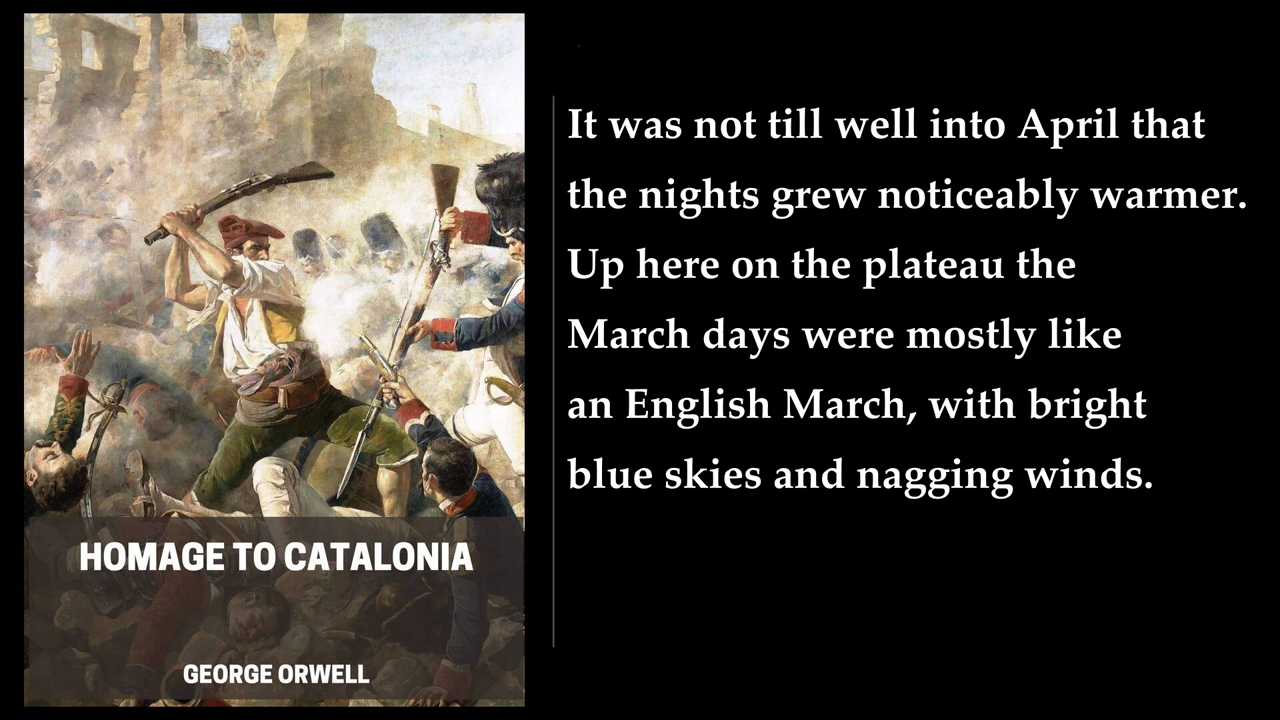 It was not till well into April that
the nights grew noticeably warmer.
Up here on the plateau the
March days were mostly like
an English March, with bright
blue skies and nagging winds.
HOMAGE TO CATALONIA
GEORGE ORWELL